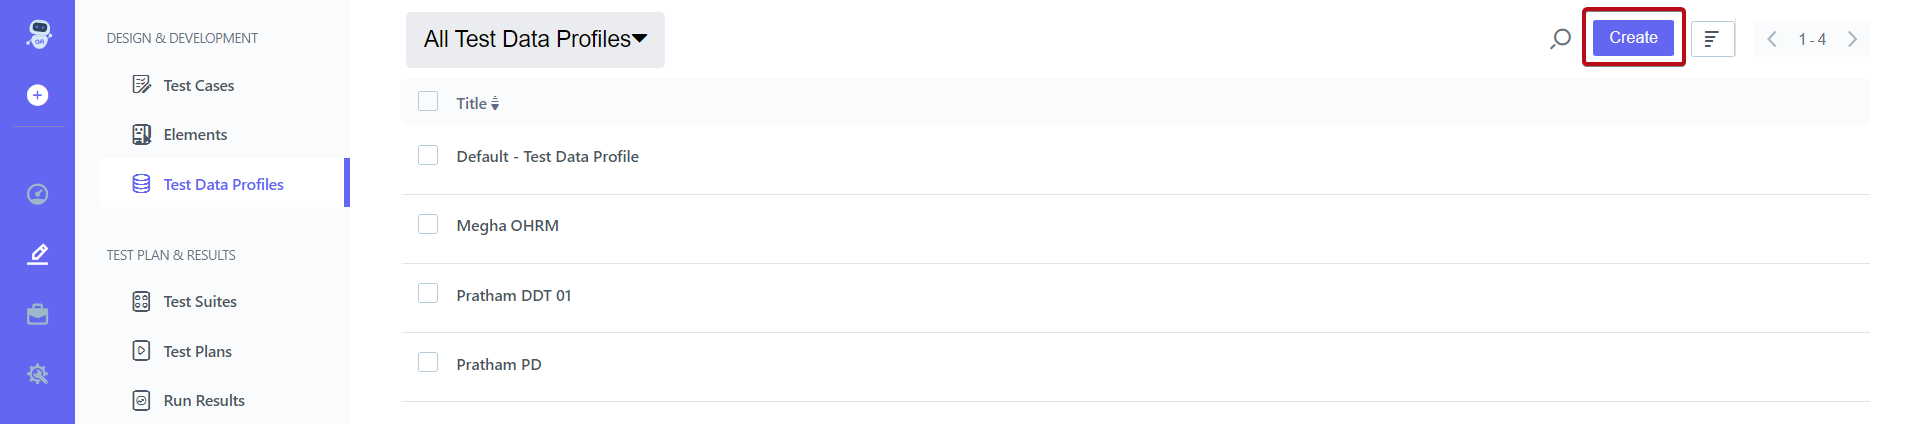 DESIGN & DEVELOPMENT
Test Cases
Elements
Test Data Profiles
TEST PLAN & RESULTS
Test Suites
Test Plans
Run Results
All Test Data Profiles
Create
1 - 4
Title
Default - Test Data Profile
Megha OHRM
Pratham DDT 01
Pratham PD